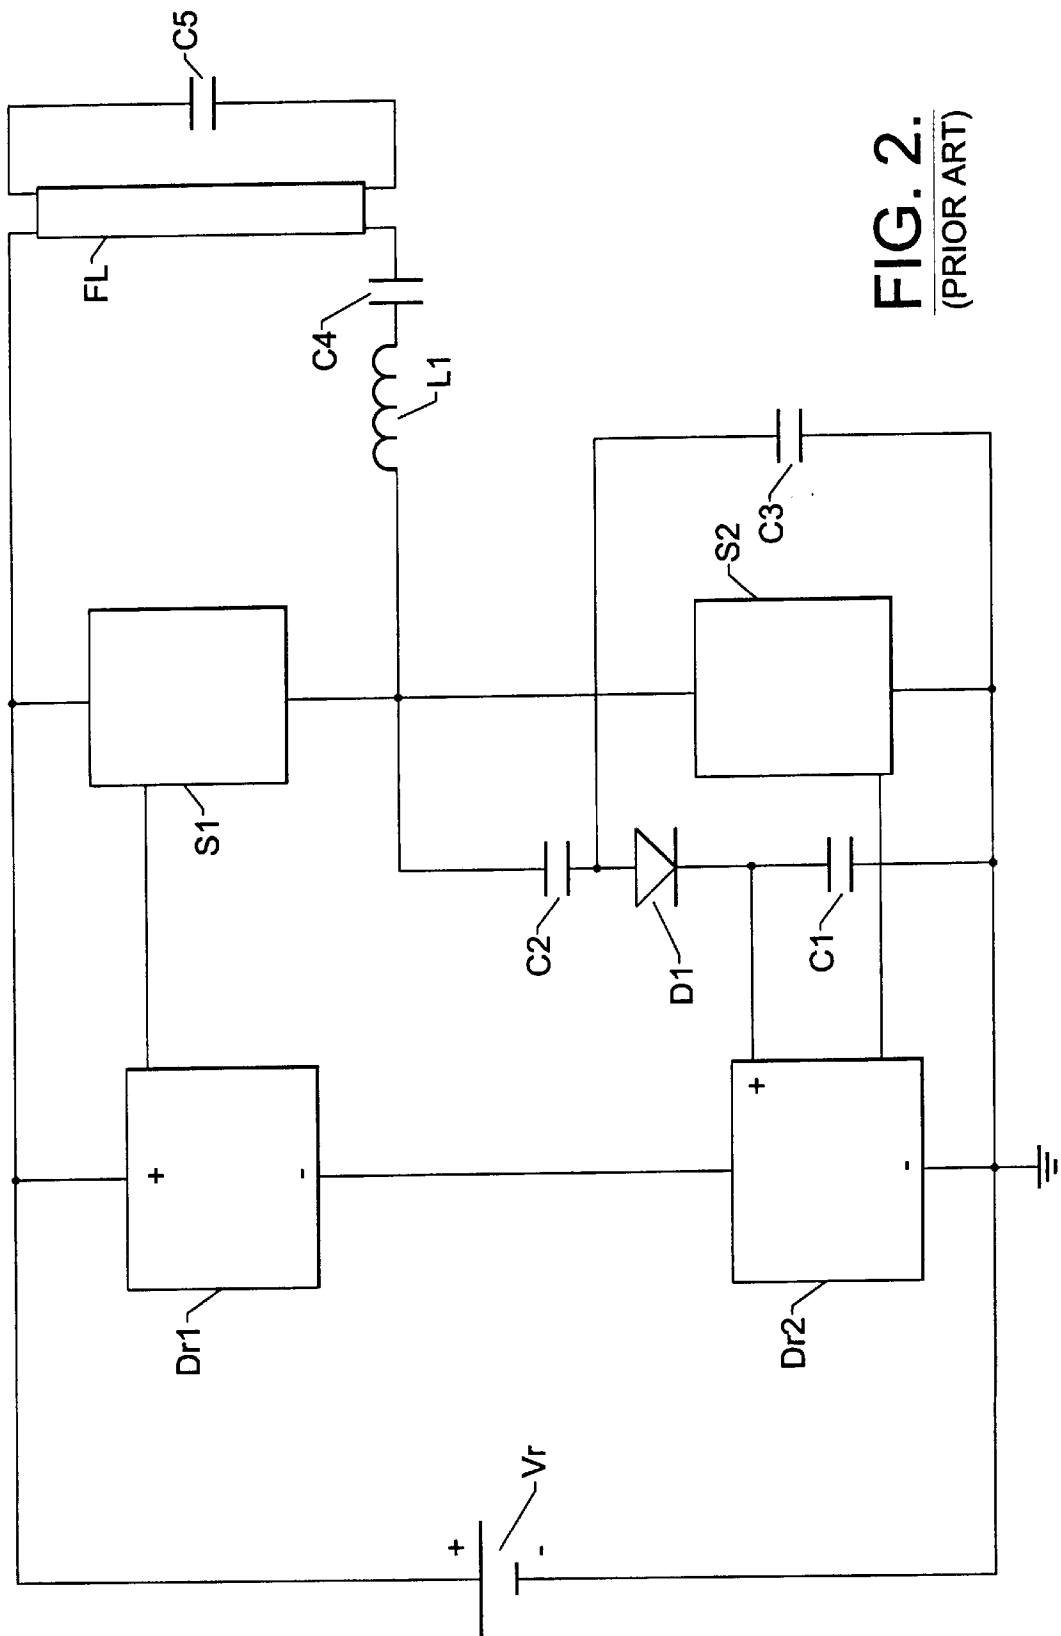 C5
FL
C4
L1
FIG. 2.
(PRIOR ART)
S1
S2
C3
C2
D1
C1
+
-
Dr1
+
-
Dr2
+
-
Vr